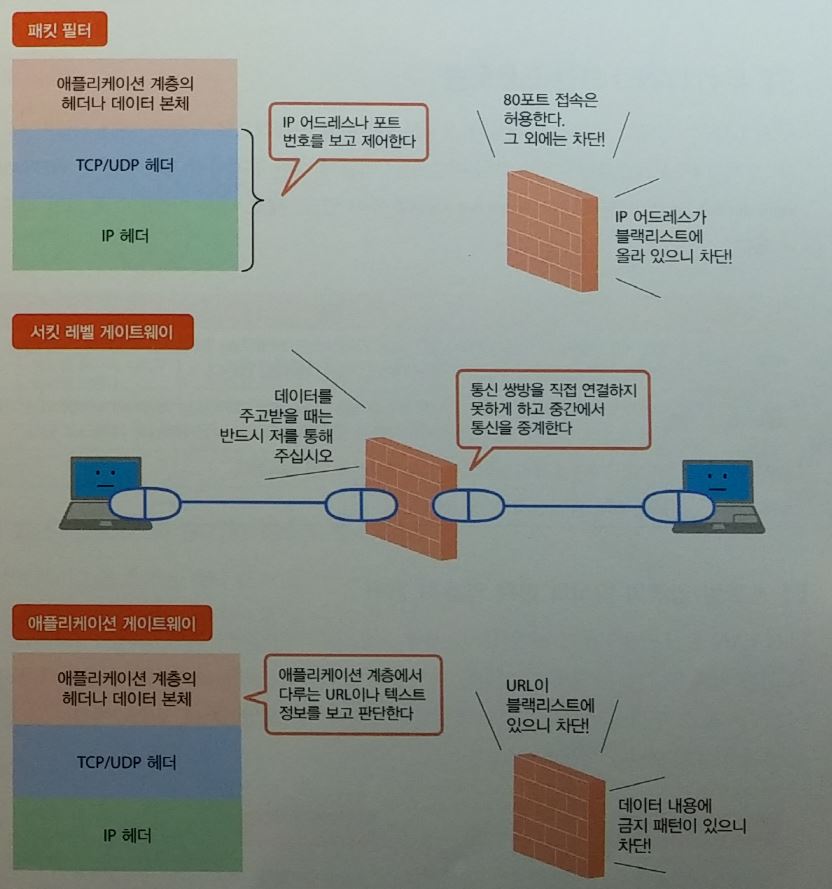 패킷 필터
애플리케이션 계층의
헤더나 데이터 본체
TCP/UDP 헤더
IP 헤더
IP 어드레스나 포트
번호를 보고 제어한다
80포트 접속은
허용한다.
그 외에는 차단!
IP 어드레스가
블랙리스트에
올라 있으니 차단!
서킷 레벨 게이트웨이
데이터를
주고받을 때는
반드시 저를 통해
주십시오
통신 쌍방을 직접 연결하지
못하게 하고 중간에서
통신을 중계한다
애플리케이션 게이트웨이
애플리케이션 계층의
헤더나 데이터 본체
TCP/UDP 헤더
IP 헤더
애플리케이션 계층에서
다루는 URL이나 텍스트
정보를 보고 판단한다
URL이
블랙리스트에
있으니 차단!
데이터 내용에
금지 패턴이 있으니
차단!